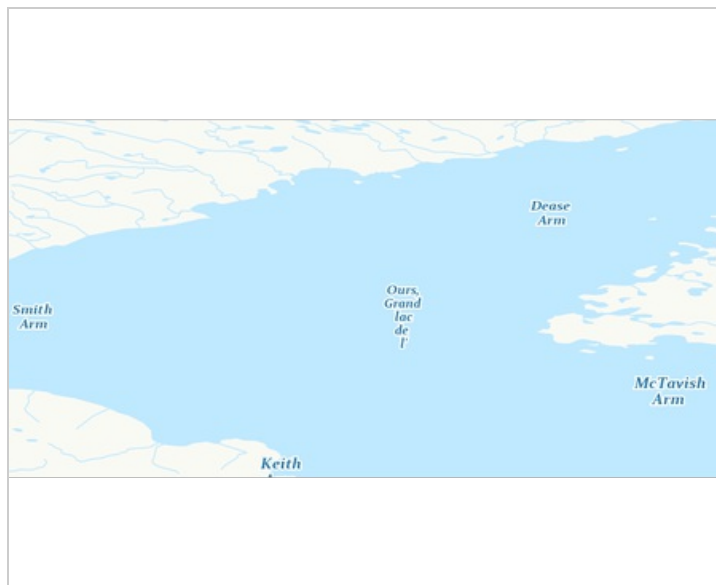 Dease
Arm
Ours,
Grand
lac
de
l'
Smith
Arm
McTavish
Arm
Keith